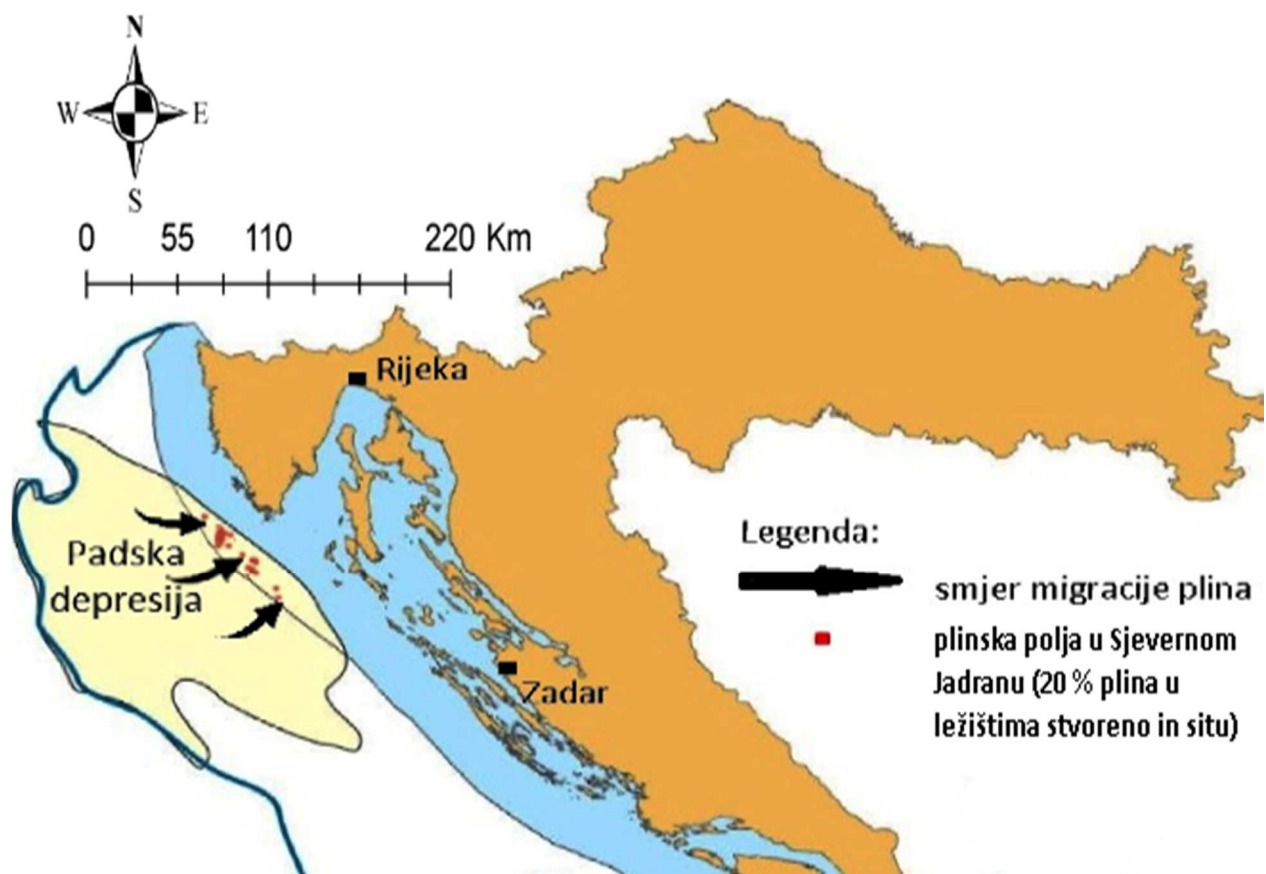 N
W E
S
0 55 110 220 Km
Rijeka
Padska
depresija
Zadar
Legenda:
smjer migracije plina
plinska polja u Sjevernom
Jadranu (20 % plina u
ležištima stvoreno in situ)